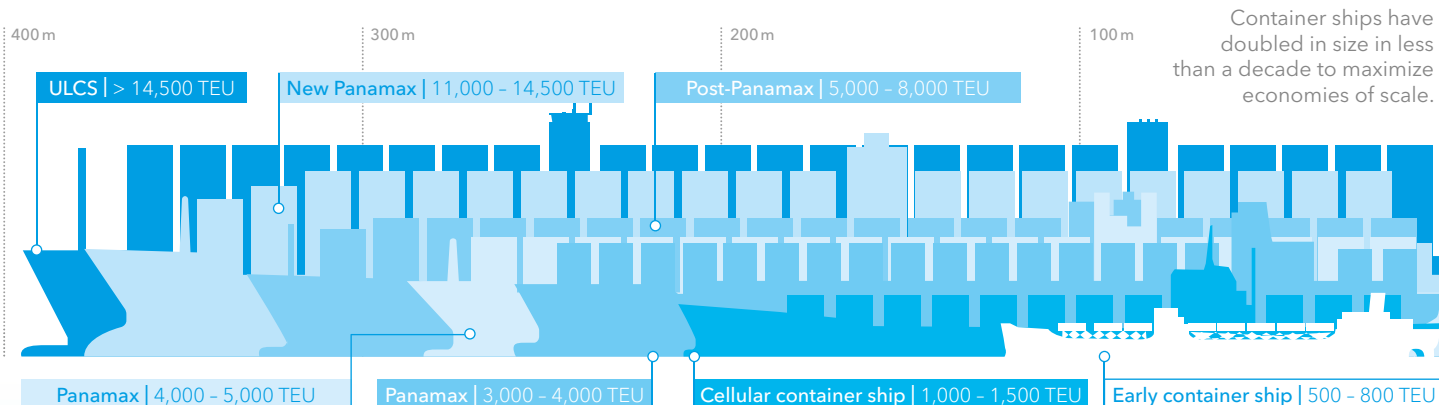 Container ships have
doubled in size in less
than a decade to maximize
economies of scale.
400 m
300 m
200 m
100 m
ULCS | > 14,500 TEU
New Panamax | 11,000 – 14,500 TEU
Post-Panamax | 5,000 – 8,000 TEU
Panamax | 4,000 – 5,000 TEU
Panamax | 3,000 – 4,000 TEU
Cellular container ship | 1,000 – 1,500 TEU
Early container ship | 500 – 800 TEU